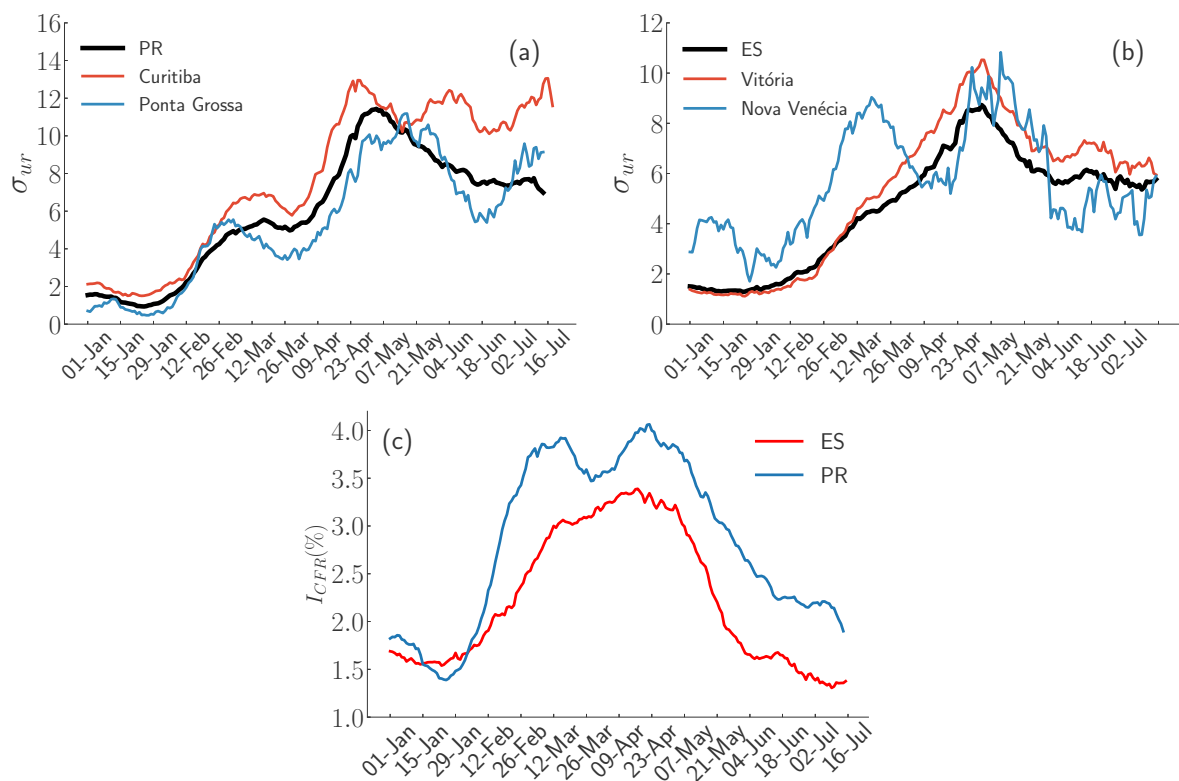 16
14
12
10
8
6
4
2
0
σur
PR
Curitiba
Ponta Grossa
(a)
01-Jan 15-Jan 29-Jan 12-Feb 26-Feb 12-Mar 26-Mar 09-Apr 23-Apr 07-May 21-May 04-Jun 18-Jun 02-Jul 16-Jul
12
10
8
6
4
2
0
σur
ES
Vitória
Nova Venécia
(b)
01-Jan 15-Jan 29-Jan 12-Feb 26-Feb 12-Mar 26-Mar 09-Apr 23-Apr 07-May 21-May 04-Jun 18-Jun 02-Jul
(c)
4.0
3.5
3.0
2.5
2.0
1.5
1.0
ICFR(%)
ES
PR
01-Jan 15-Jan 29-Jan 12-Feb 26-Feb 12-Mar 26-Mar 09-Apr 23-Apr 07-May 21-May 04-Jun 18-Jun 02-Jul 16-Jul